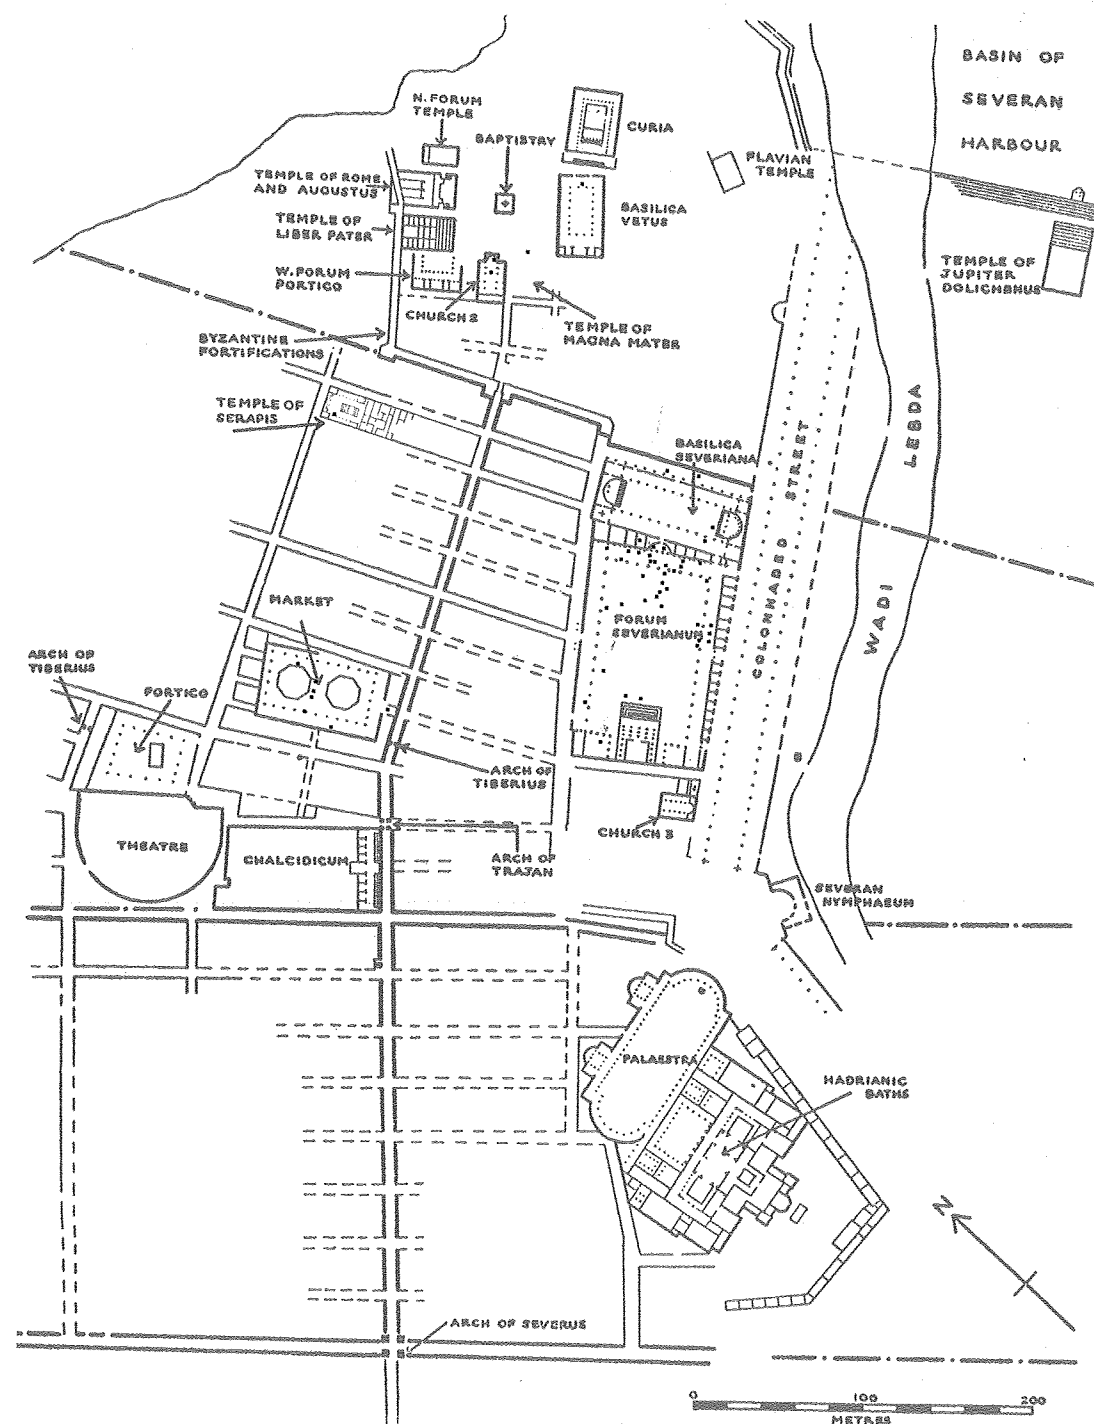 BASIN OF
SEVERAN
HARBOUR
N. FORUM
TEMPLE
BAPTISTRY
CURIA
FLAVIAN
TEMPLE
TEMPLE OF ROME
AND AUGUSTUS
TEMPLE OF
LIBER PATER
BASILICA
VETUS
W. FORUM
PORTICO
TEMPLE OF
JUPITER
DOLICHENUS
CHURCH 2
TEMPLE OF
MAGNA MATER
BYZANTINE
FORTIFICATIONS
TEMPLE OF
SERAPIS
BASILICA
SEVERIANA
COLONNADED STREET
WADI LEBDA
MARKET
FORUM
SEVERIANUM
ARCH OF
TIBERIUS
PORTICO
ARCH OF
TIBERIUS
CHURCH 3
THEATRE
CHALCIDICUM
ARCH OF
TRAJAN
SEVERAN
NYMPHAEUM
PALAESTRA
HADRIANIC
BATHS
N
ARCH OF SEVERUS
0 100 200
METRES